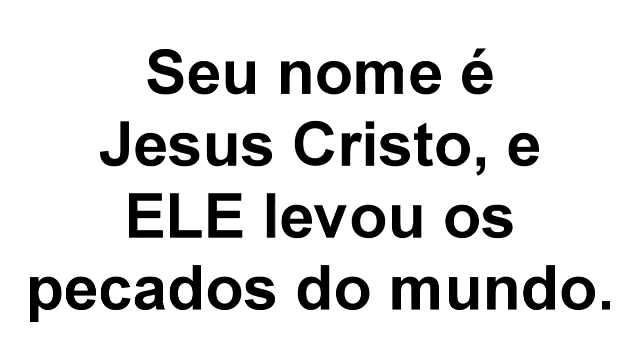 Seu nome é
Jesus Cristo, e
ELE levou os
pecados do mundo.